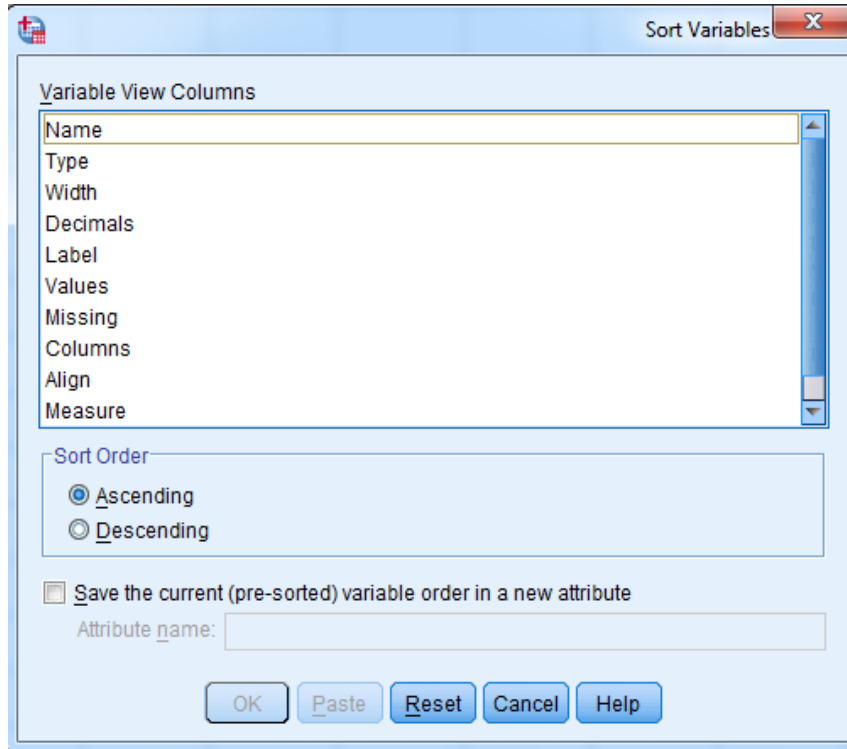 Sort Variables
Variable View Columns
Name
Type
Width
Decimals
Label
Values
Missing
Columns
Align
Measure
Sort Order
Ascending
Descending
Save the current (pre-sorted) variable order in a new attribute
Attribute name:
OK Paste Reset Cancel Help